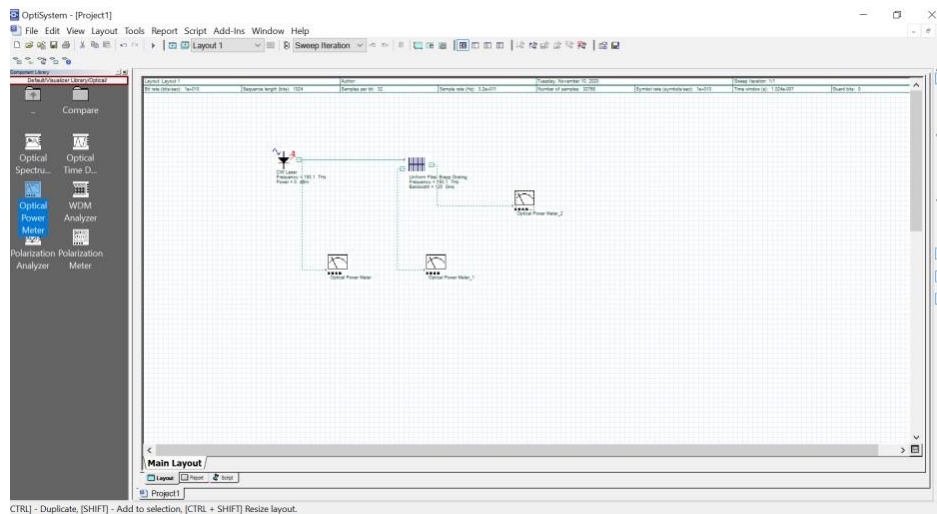 OptiSystem - [Project1]
File Edit View Layout Tools Report Script Add-Ins Window Help
Layout 1 Sweep Iteration
Component Library
Default/Visualizer Library/Optical/
Layout: Layout 1 Author: Tuesday, November 10, 2020 Sweep Iteration: 1/1
Bit rate (bits/sec): 1e+010 Sequence length (bits): 1024 Samples per bit: 32 Sample rate (Hz): 3.2e+011 Number of samples: 32768 Symbol rate (symbols/sec): 1e+010 Time window (s): 1.024e-007 Guard bits: 0
..
Compare
Optical Spectru...
Optical Time D...
Optical Power Meter
WDM Analyzer
Polarization Analyzer
Polarization Meter
CW Laser
Frequency = 193.1 THz
Power = 0 dBm
Uniform Fiber Bragg Grating
Frequency = 193.1 THz
Bandwidth = 125 GHz
Optical Power Meter_2
Optical Power Meter
Optical Power Meter_1
Main Layout
Layout Report Script
Project1
CTRL] - Duplicate, [SHIFT] - Add to selection, [CTRL + SHIFT] Resize layout.